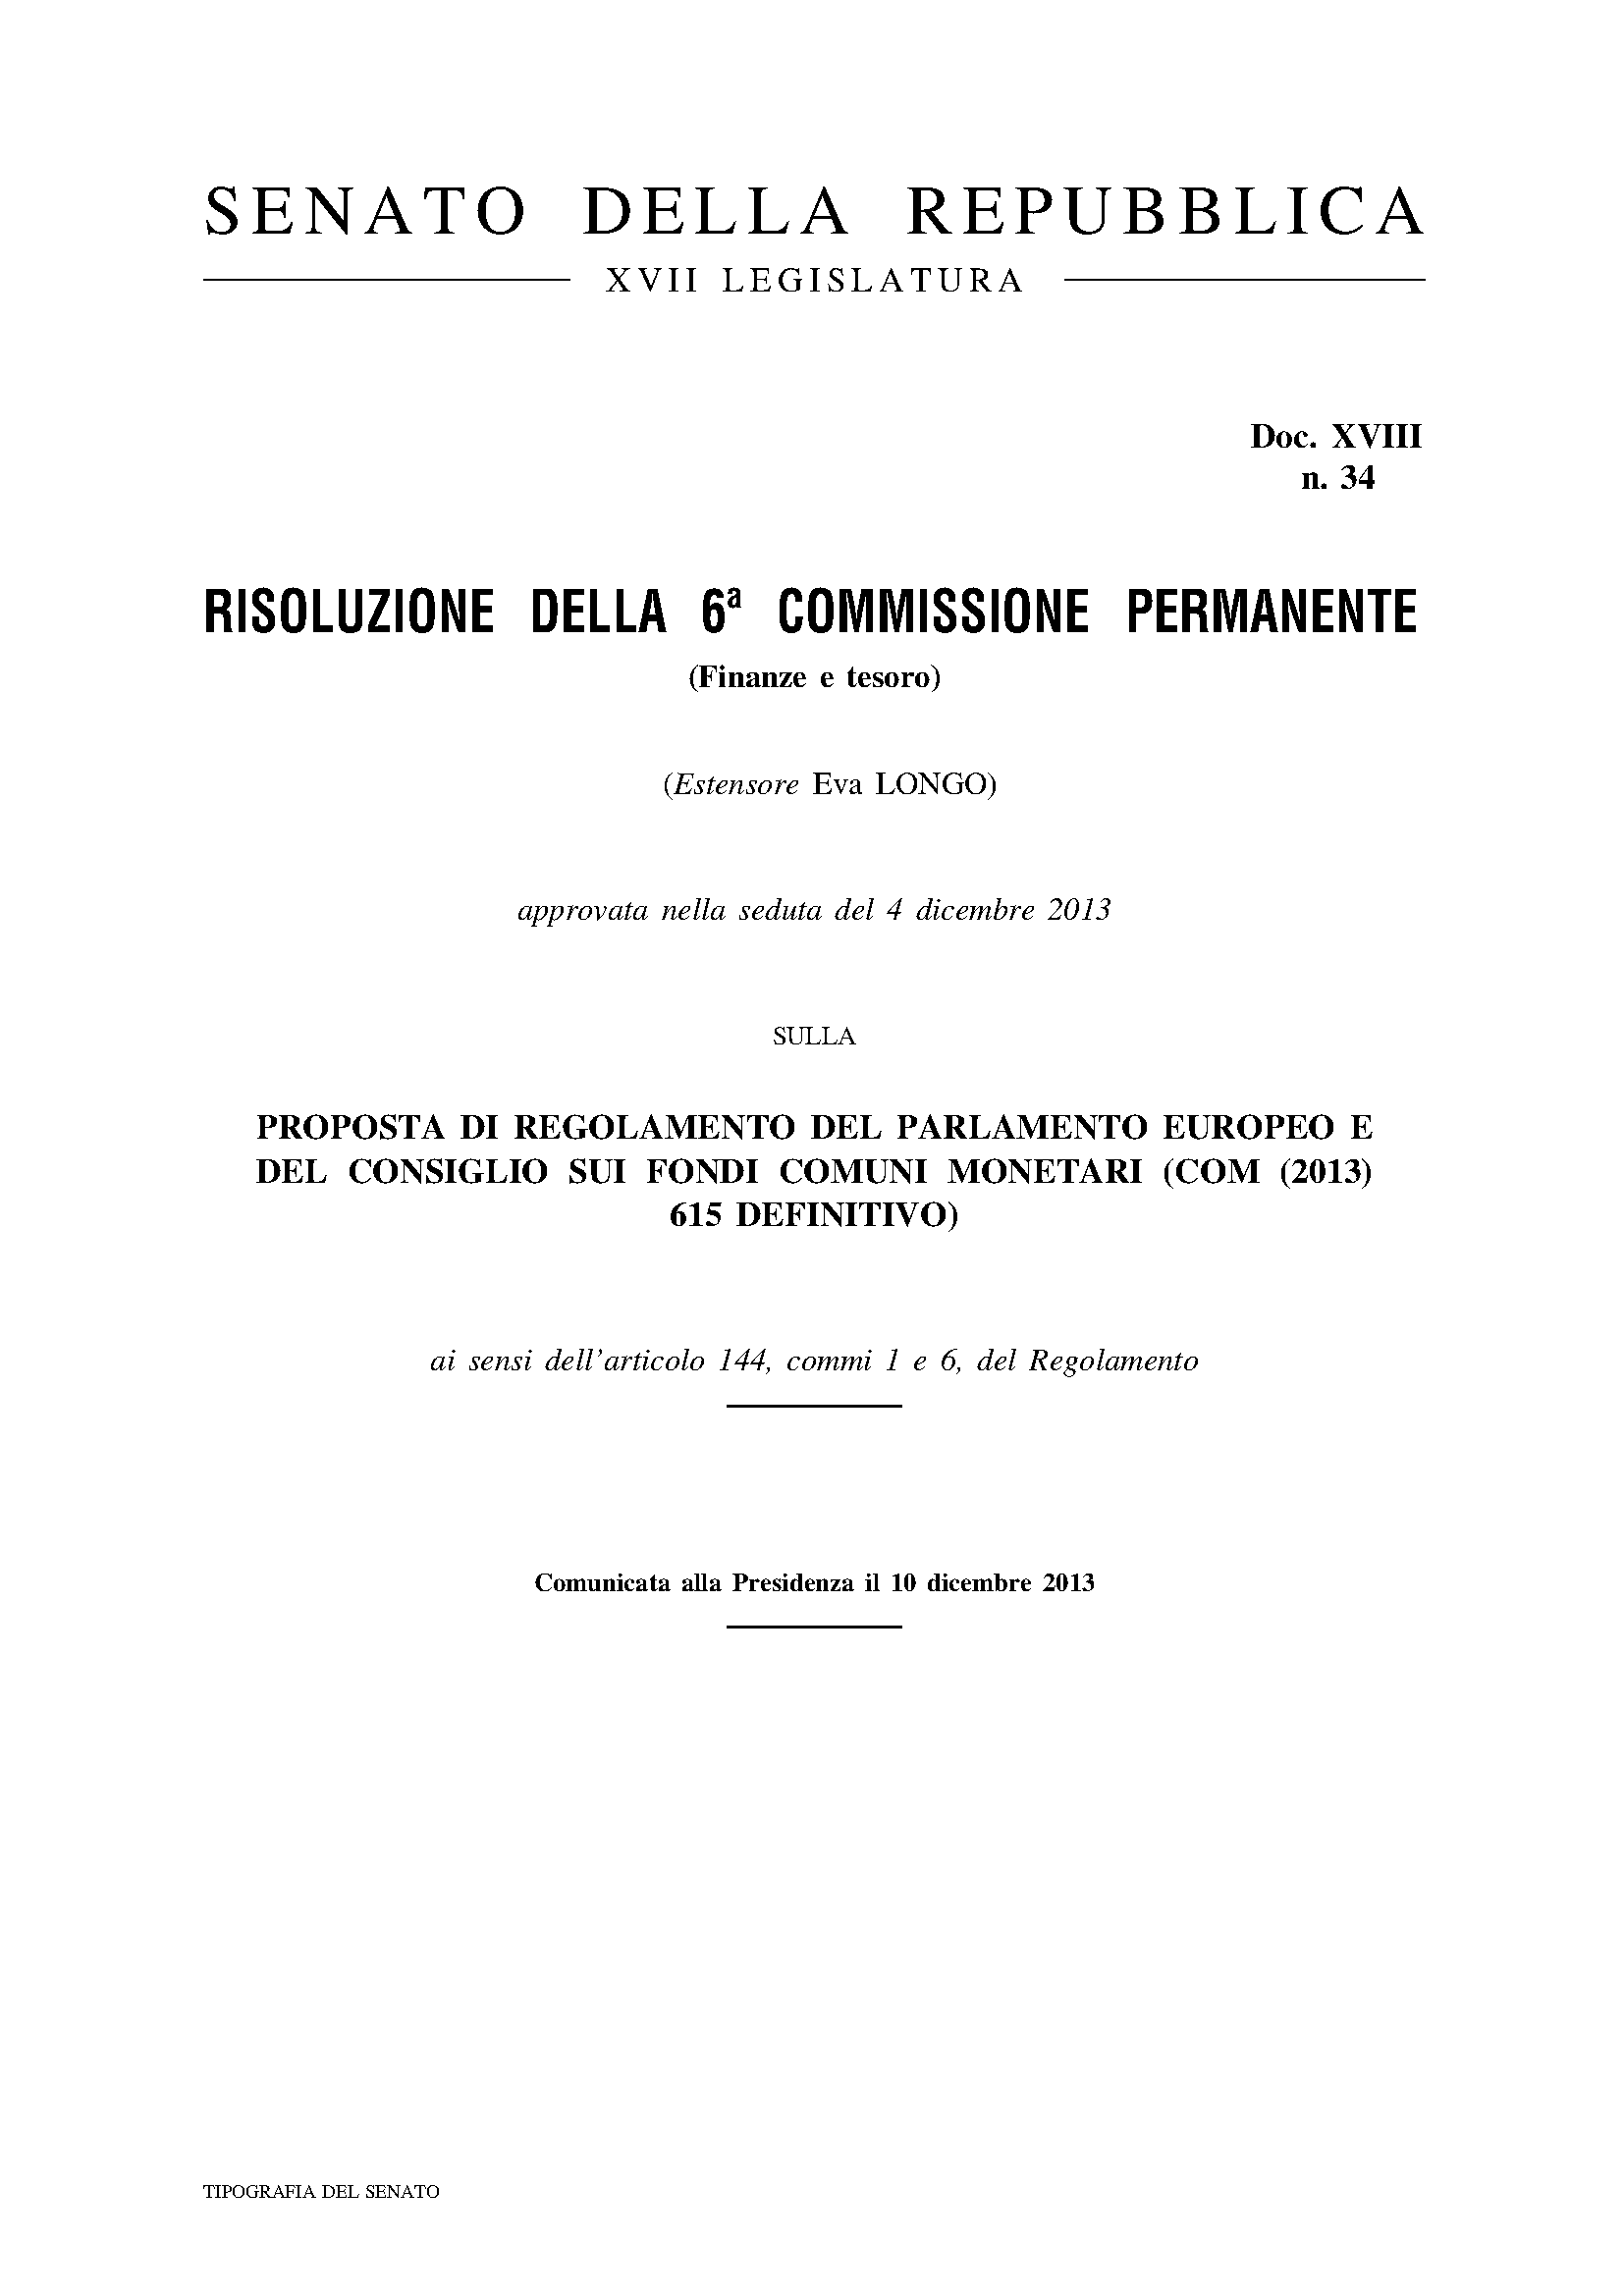 SENATO DELLA REPUBBLICA
XVII LEGISLATURA
Doc. XVIII
n. 34
RISOLUZIONE DELLA 6ª COMMISSIONE PERMANENTE
(Finanze e tesoro)
(Estensore Eva LONGO)
approvata nella seduta del 4 dicembre 2013
SULLA
PROPOSTA DI REGOLAMENTO DEL PARLAMENTO EUROPEO E
DEL CONSIGLIO SUI FONDI COMUNI MONETARI (COM (2013)
615 DEFINITIVO)
ai sensi dell'articolo 144, commi 1 e 6, del Regolamento
Comunicata alla Presidenza il 10 dicembre 2013
TIPOGRAFIA DEL SENATO